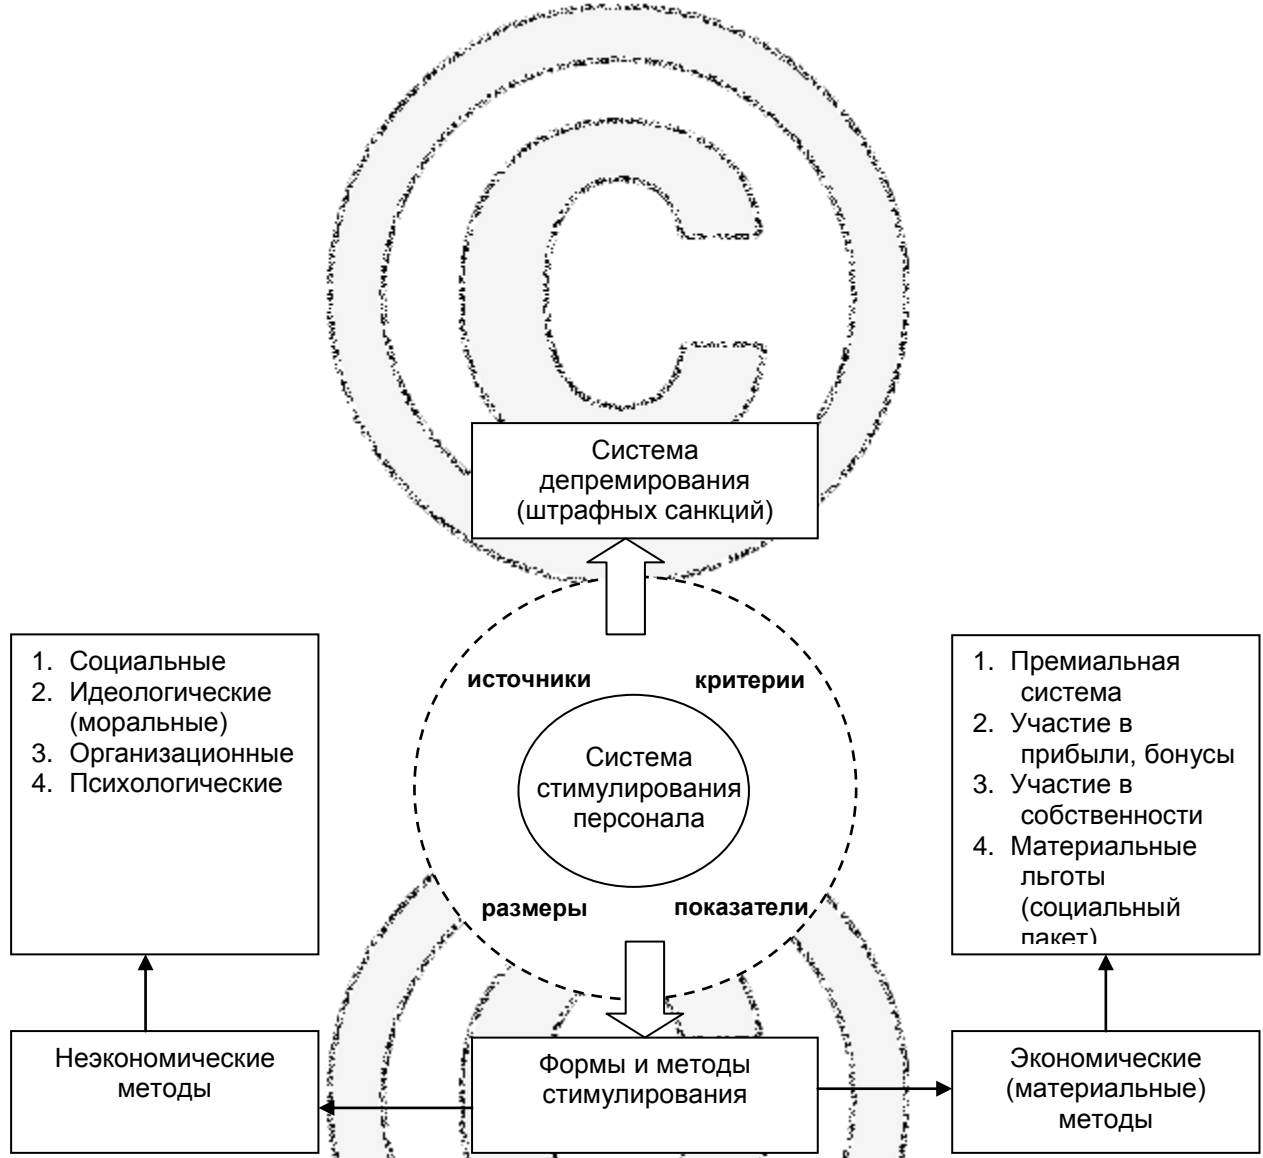 Система
депремирования
(штрафных санкций)
1. Социальные
2. Идеологические
(моральные)
3. Организационные
4. Психологические
источники
критерии
Система
стимулирования
персонала
размеры
показатели
1. Премиальная
система
2. Участие в
прибыли, бонусы
3. Участие в
собственности
4. Материальные
льготы
(социальный
пакет)
Неэкономические
методы
Формы и методы
стимулирования
Экономические
(материальные)
методы